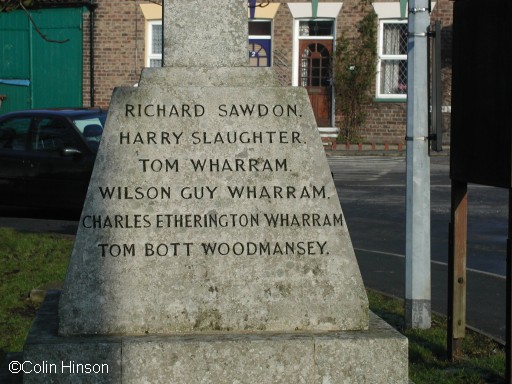 RICHARD SAWDON.
HARRY SLAUGHTER.
TOM WHARRAM.
WILSON GUY WHARRAM.
CHARLES ETHERINGTON WHARRAM
TOM BOTT WOODMANSEY.
©Colin Hinson